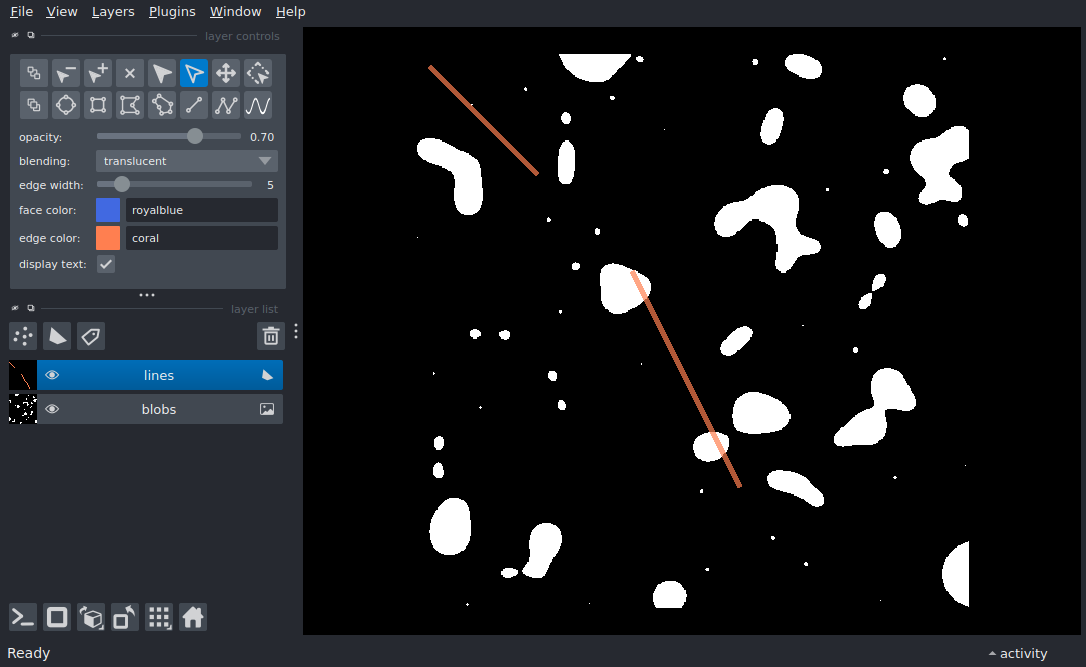 File View Layers Plugins Window Help
layer controls
opacity: 0.70
blending: translucent
edge width: 5
face color: royalblue
edge color: coral
display text:
layer list
lines
blobs
Ready activity